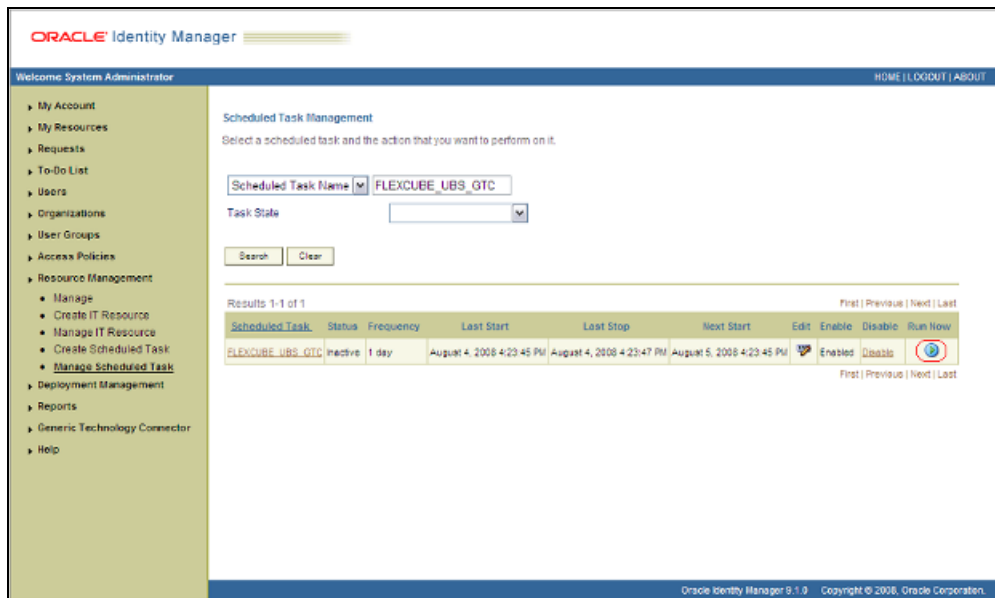 ORACLE Identity Manager
Welcome System Administrator
HOME | LOGOUT | ABOUT
My Account
My Resources
Requests
To-Do List
Users
Organizations
User Groups
Access Policies
Resource Management
Manage
Create IT Resource
Manage IT Resource
Create Scheduled Task
Manage Scheduled Task
Deployment Management
Reports
Generic Technology Connector
Help
Scheduled Task Management
Select a scheduled task and the action that you want to perform on it.
Scheduled Task Name FLEXCUBE_UBS_GTC
Task State
Search Clear
Results 1-1 of 1
First | Previous | Next | Last
Scheduled Task Status Frequency Last Start Last Stop Next Start Edit Enable Disable Run Now
FLEXCUBE_UBS_GTC Inactive 1 day August 4, 2008 4:23:45 PM August 4, 2008 4:23:47 PM August 5, 2008 4:23:45 PM Enabled Disable
First | Previous | Next | Last
Oracle Identity Manager 9.1.0 Copyright © 2008, Oracle Corporation.